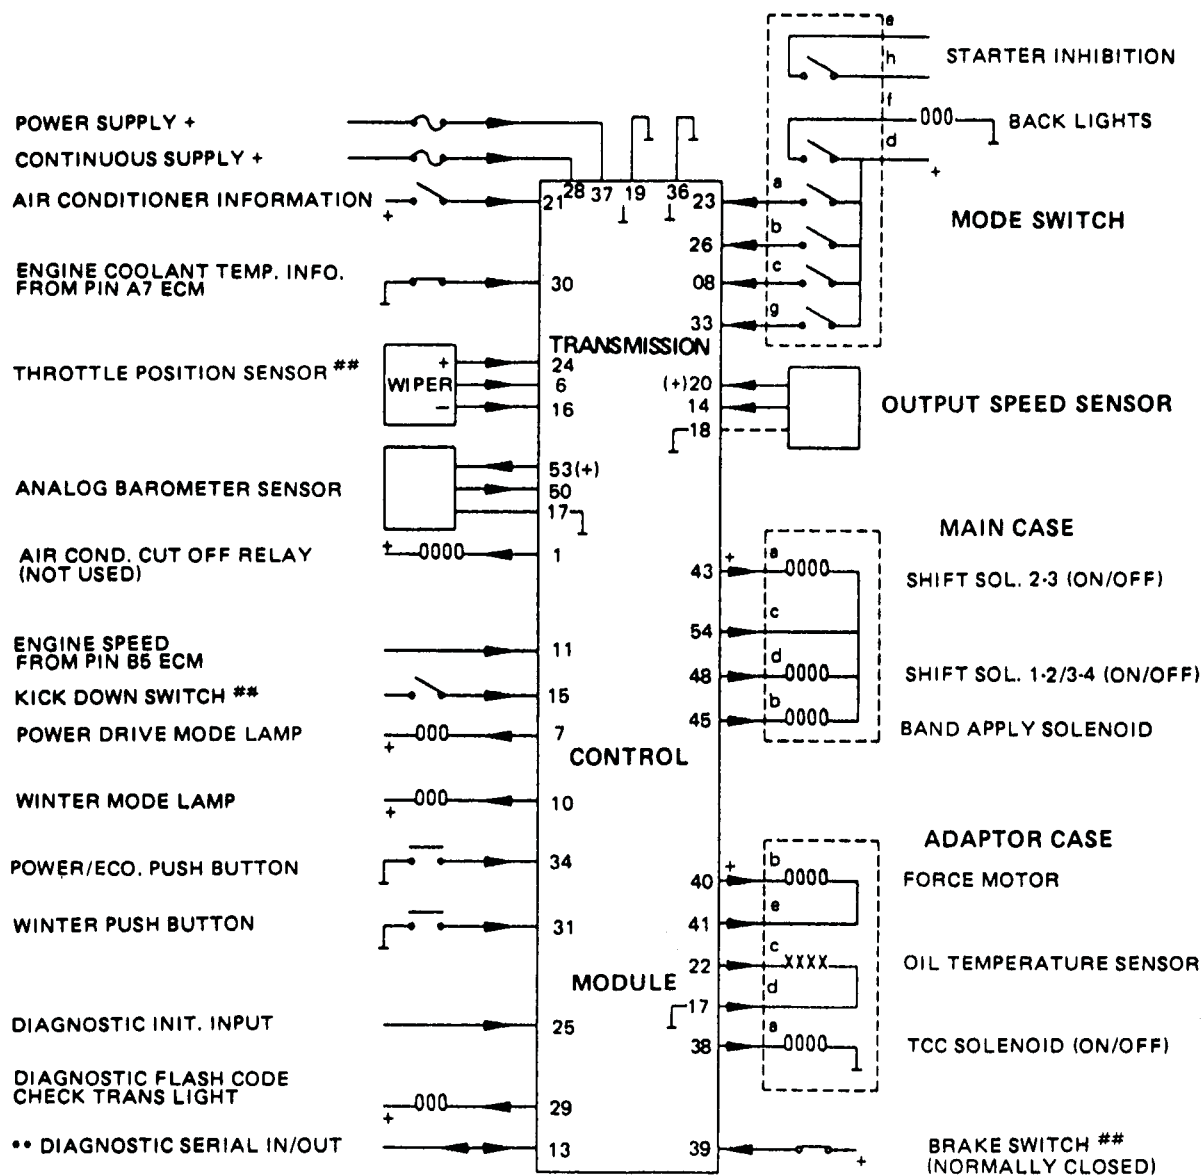 POWER SUPPLY +
CONTINUOUS SUPPLY +
AIR CONDITIONER INFORMATION
+
ENGINE COOLANT TEMP. INFO.
FROM PIN A7 ECM
THROTTLE POSITION SENSOR ##
+
WIPER
−
ANALOG BAROMETER SENSOR
AIR COND. CUT OFF RELAY
(NOT USED)
+
ENGINE SPEED
FROM PIN B5 ECM
KICK DOWN SWITCH ##
POWER DRIVE MODE LAMP
+
WINTER MODE LAMP
+
POWER/ECO. PUSH BUTTON
WINTER PUSH BUTTON
DIAGNOSTIC INIT. INPUT
DIAGNOSTIC FLASH CODE
CHECK TRANS LIGHT
+
•• DIAGNOSTIC SERIAL IN/OUT
28 37 19 36
21
30
24
6
16
53(+)
50
17
1
11
15
7
10
34
31
25
29
13
TRANSMISSION
CONTROL
MODULE
23
26
08
33
(+)20
14
18
43
54
48
45
40
41
22
17
38
39
e
h
STARTER INHIBITION
f
BACK LIGHTS
d
+
a
b
c
g
MODE SWITCH
OUTPUT SPEED SENSOR
MAIN CASE
+
a
SHIFT SOL. 2-3 (ON/OFF)
c
d
SHIFT SOL. 1-2/3-4 (ON/OFF)
b
BAND APPLY SOLENOID
ADAPTOR CASE
+
b
FORCE MOTOR
e
c
XXXX
OIL TEMPERATURE SENSOR
d
a
TCC SOLENOID (ON/OFF)
+
BRAKE SWITCH ##
(NORMALLY CLOSED)